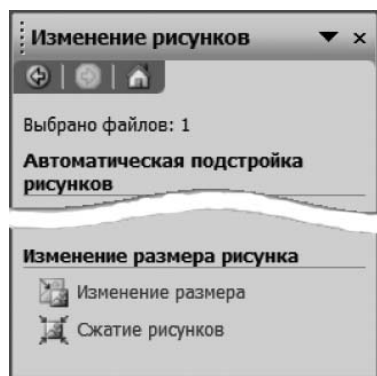 Изменение рисунков
Выбрано файлов: 1
Автоматическая подстройка
рисунков
Изменение размера рисунка
Изменение размера
Сжатие рисунков